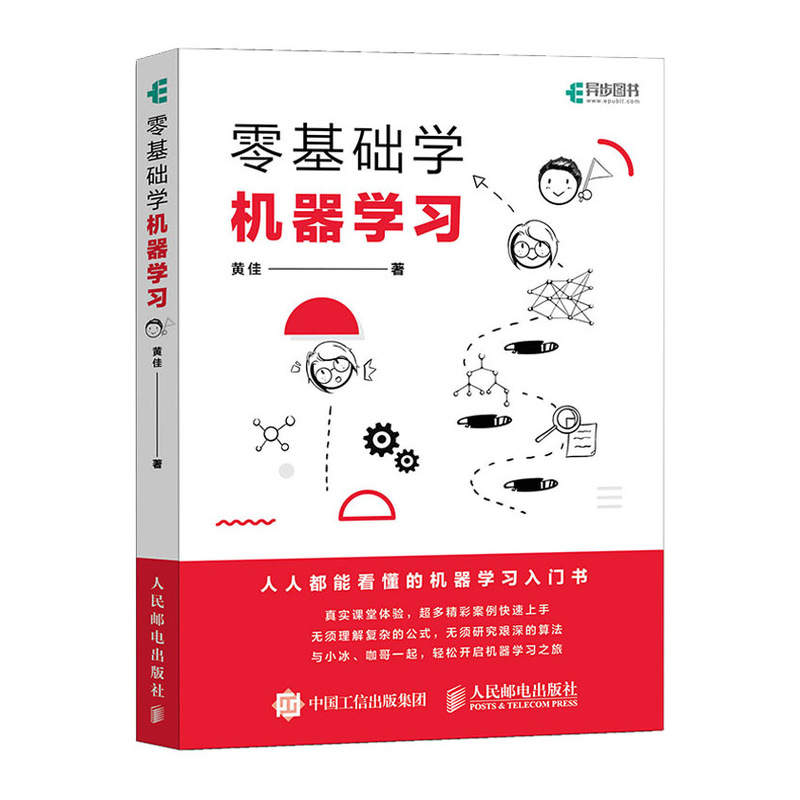 异步图书
www.epubit.com
零基础学
机器学习
黄佳 著
人人都能看懂的机器学习入门书
真实课堂体验，超多精彩案例快速上手
无须理解复杂的公式，无须研究艰深的算法
与小冰、咖哥一起，轻松开启机器学习之旅
中国工信出版集团
人民邮电出版社
POSTS & TELECOM PRESS
零基础学机器学习
黄佳 著
人民邮电出版社